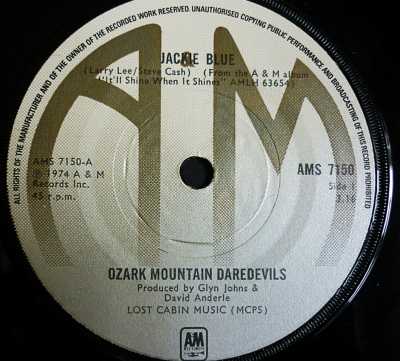 ALL RIGHTS OF THE MANUFACTURER AND OF THE OWNER OF THE RECORDED WORK RESERVED. UNAUTHORISED COPYING PUBLIC PERFORMANCE AND BROADCASTING OF THIS RECORD PROHIBITED
JACKIE BLUE
(Larry Lee/Steve Cash) (From the A & M album
"It'll Shine When It Shines" AMLH 63654)
AMS 7150-A
℗ 1974 A & M
Records Inc.
45 r.p.m.
AMS 7150
Side 1
3.16
OZARK MOUNTAIN DAREDEVILS
Produced by Glyn Johns &
David Anderle
LOST CABIN MUSIC (MCPS)
AM